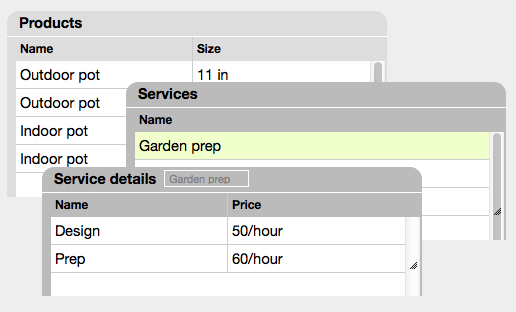 Products
Name Size
Outdoor pot 11 in
Outdoor pot
Indoor pot
Indoor pot
Services
Name
Garden prep
Service details Garden prep
Name Price
Design 50/hour
Prep 60/hour